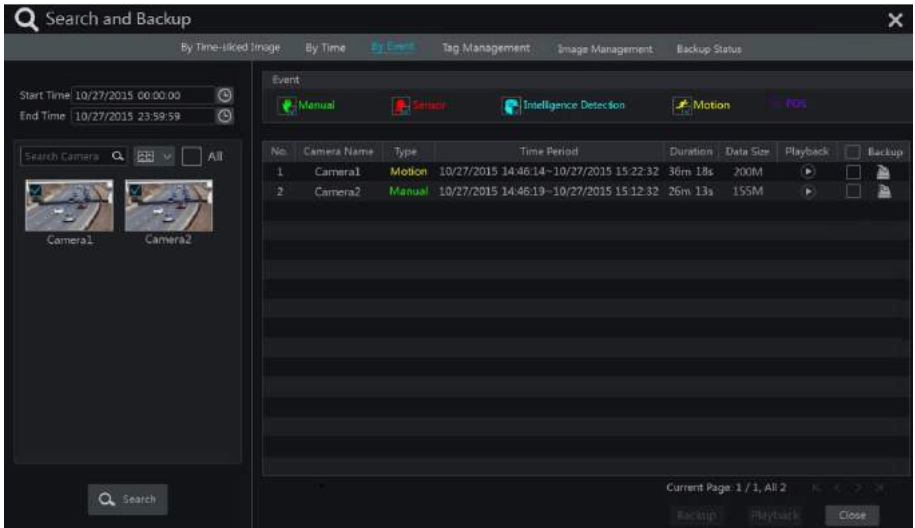 Search and Backup
By Time-sliced Image By Time By Event Tag Management Image Management Backup Status
Start Time 10/27/2015 00:00:00
End Time 10/27/2015 23:59:59
Search Camera All
Camera1 Camera2
Search
Event
Manual Sensor Intelligence Detection Motion POS
No. Camera Name Type Time Period Duration Data Size Playback Backup
1 Camera1 Motion 10/27/2015 14:46:14~10/27/2015 15:22:32 36m 18s 200M
2 Camera2 Manual 10/27/2015 14:46:19~10/27/2015 15:12:32 26m 13s 155M
Current Page: 1 / 1, All 2
Backup Playback Close